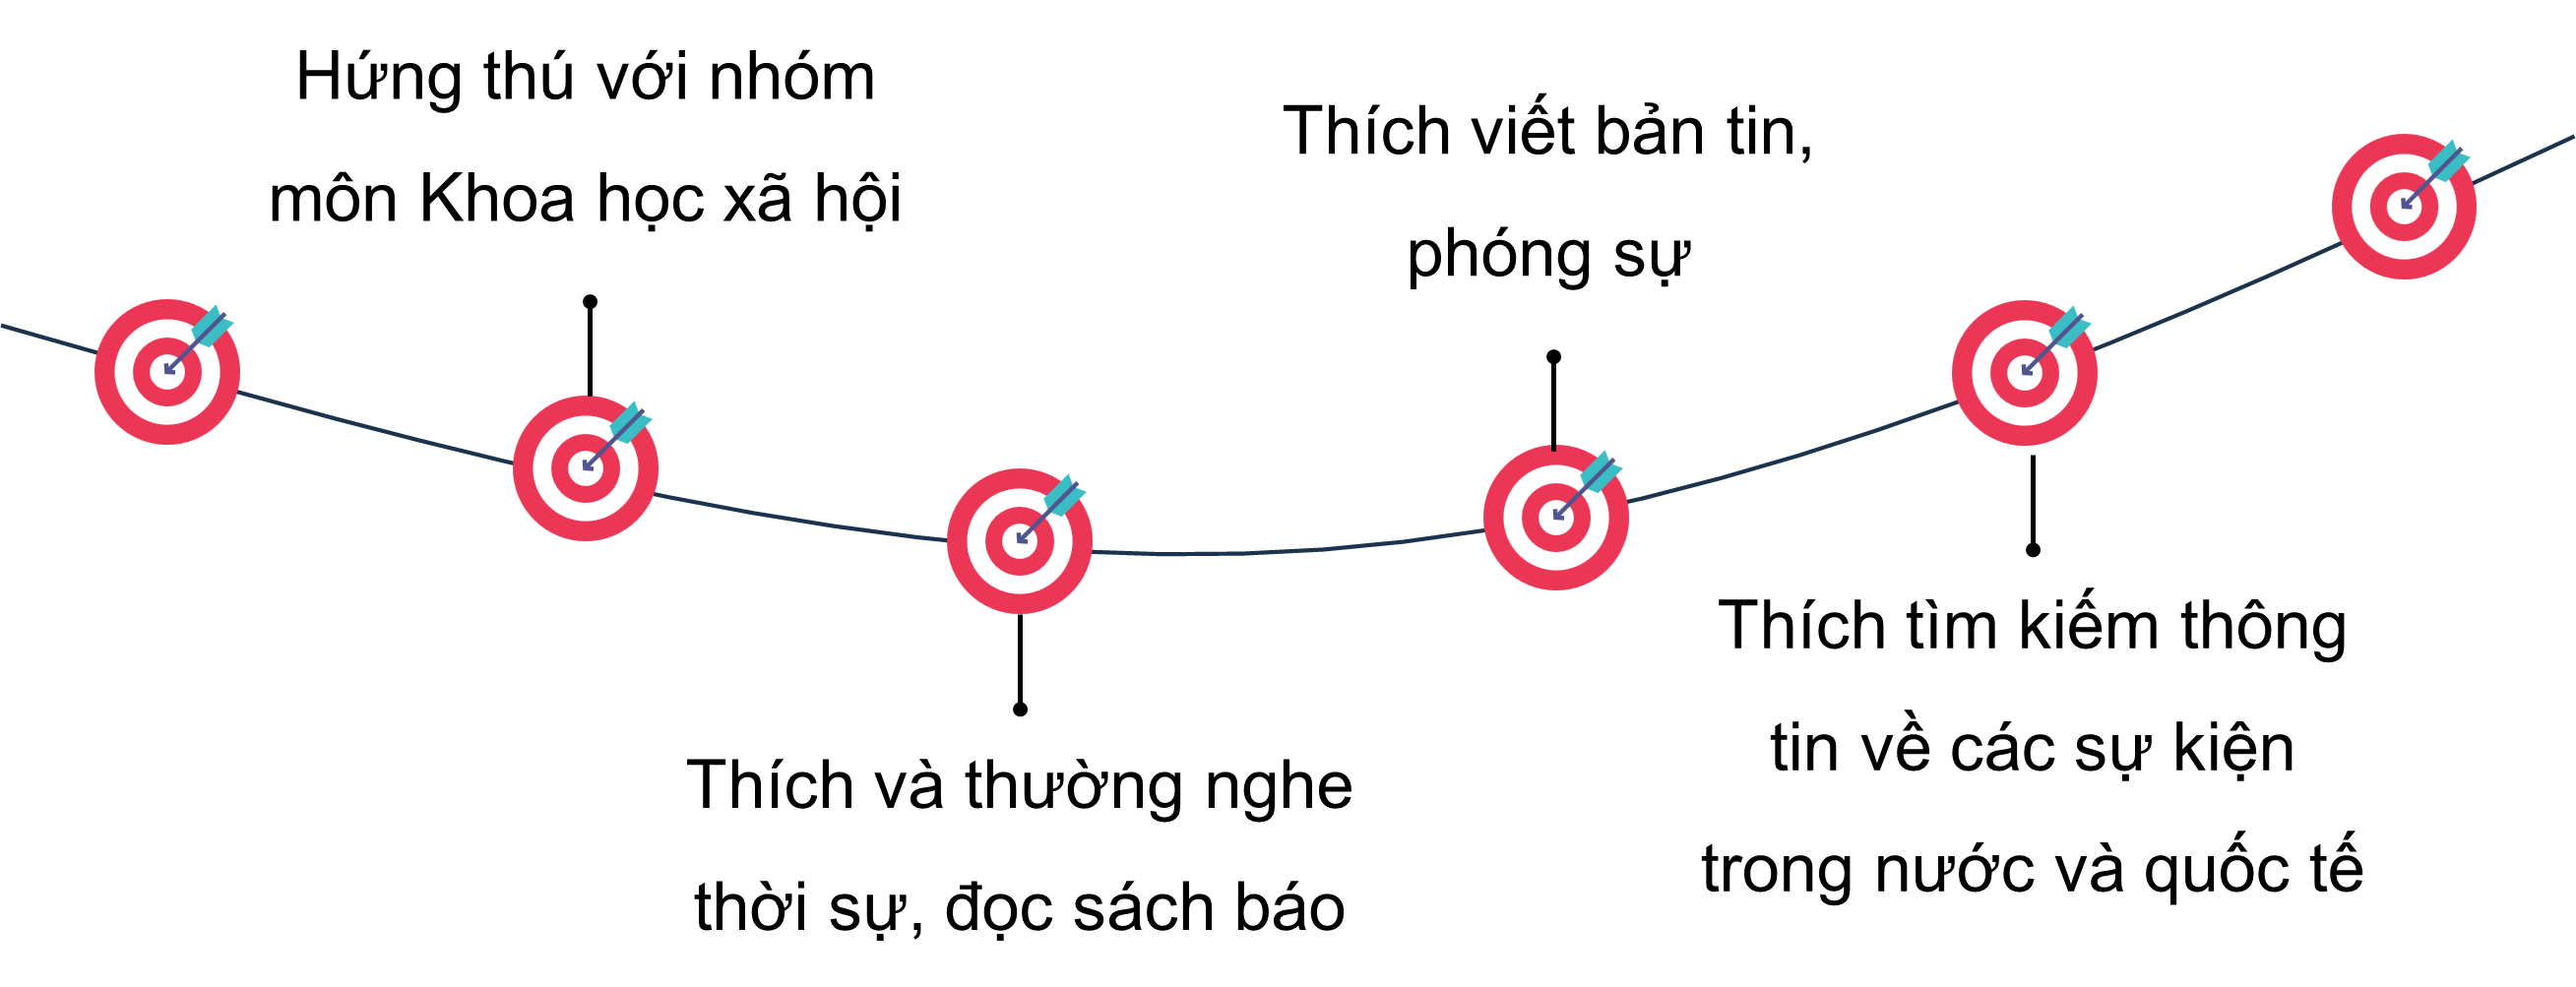 Hứng thú với nhóm
môn Khoa học xã hội
Thích và thường nghe
thời sự, đọc sách báo
Thích viết bản tin,
phóng sự
Thích tìm kiếm thông
tin về các sự kiện
trong nước và quốc tế